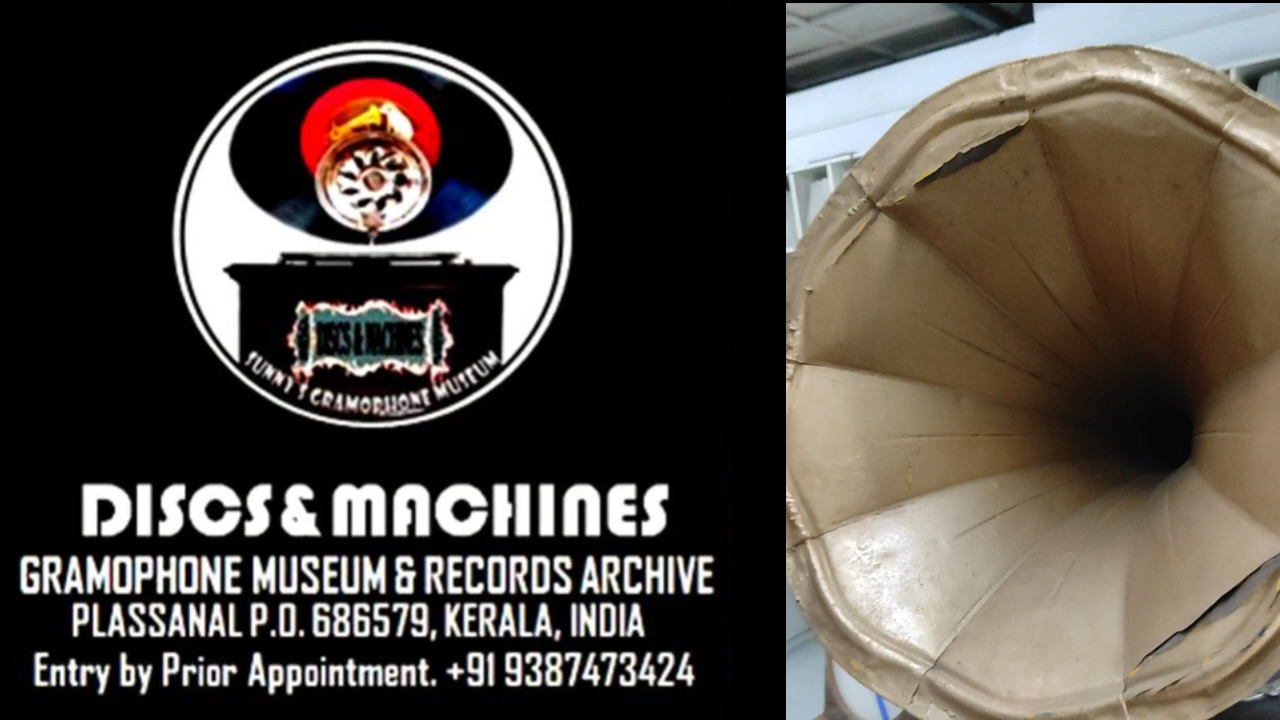 DISCS & MACHINES
SUNNY'S GRAMOPHONE MUSEUM
DISCS & MACHINES
GRAMOPHONE MUSEUM & RECORDS ARCHIVE
PLASSANAL P.O. 686579, KERALA, INDIA
Entry by Prior Appointment. +91 9387473424